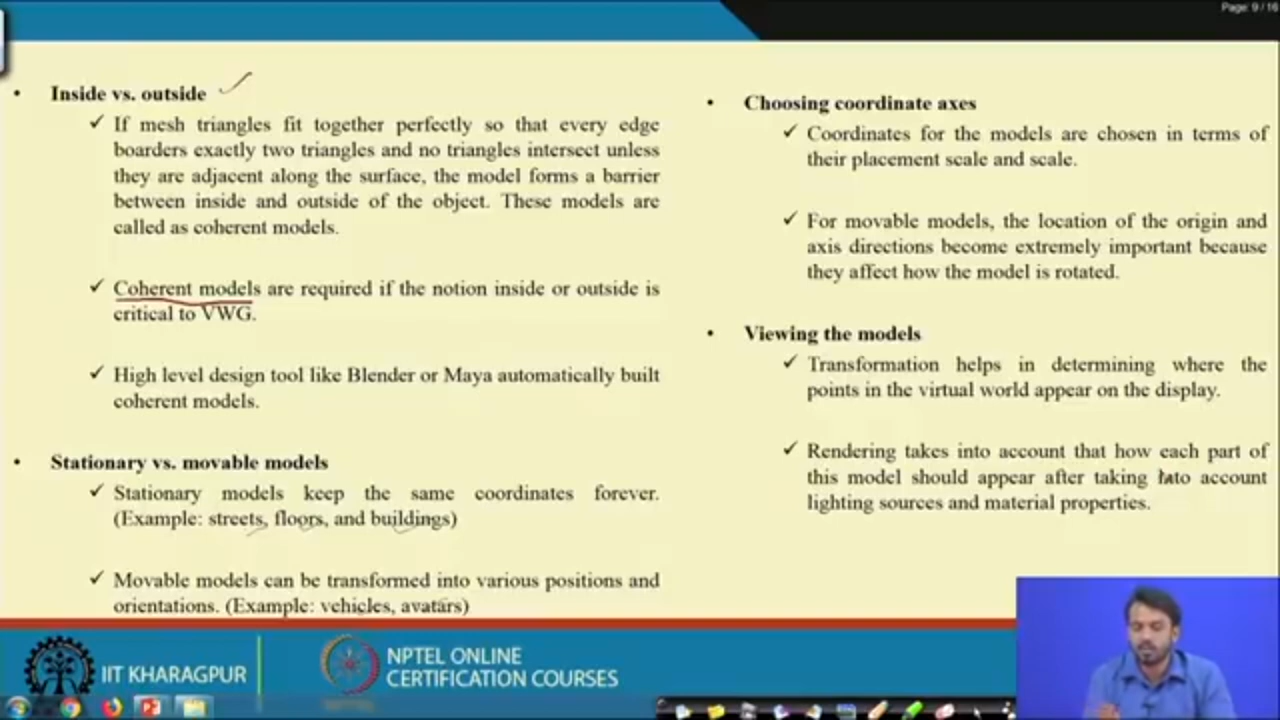 Page: 9 / 16
• Inside vs. outside
✓ If mesh triangles fit together perfectly so that every edge
boarders exactly two triangles and no triangles intersect unless
they are adjacent along the surface, the model forms a barrier
between inside and outside of the object. These models are
called as coherent models.
✓ Coherent models are required if the notion inside or outside is
critical to VWG.
✓ High level design tool like Blender or Maya automatically built
coherent models.
• Stationary vs. movable models
✓ Stationary models keep the same coordinates forever.
(Example: streets, floors, and buildings)
✓ Movable models can be transformed into various positions and
orientations. (Example: vehicles, avatars)
• Choosing coordinate axes
✓ Coordinates for the models are chosen in terms of
their placement scale and scale.
✓ For movable models, the location of the origin and
axis directions become extremely important because
they affect how the model is rotated.
• Viewing the models
✓ Transformation helps in determining where the
points in the virtual world appear on the display.
✓ Rendering takes into account that how each part of
this model should appear after taking into account
lighting sources and material properties.
IIT KHARAGPUR
NPTEL ONLINE
CERTIFICATION COURSES